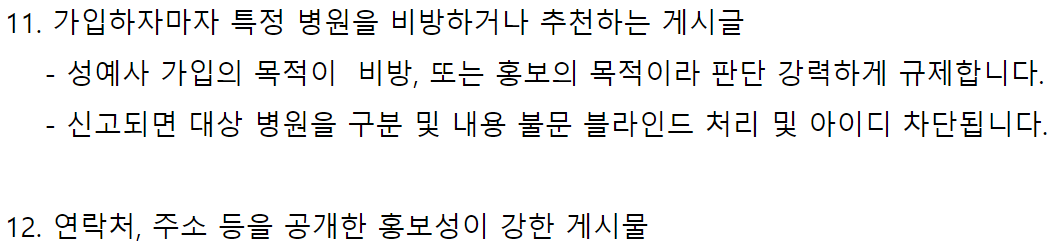 11. 가입하자마자 특정 병원을 비방하거나 추천하는 게시글
- 성예사 가입의 목적이  비방, 또는 홍보의 목적이라 판단 강력하게 규제합니다.
- 신고되면 대상 병원을 구분 및 내용 불문 블라인드 처리 및 아이디 차단됩니다.
12. 연락처, 주소 등을 공개한 홍보성이 강한 게시물